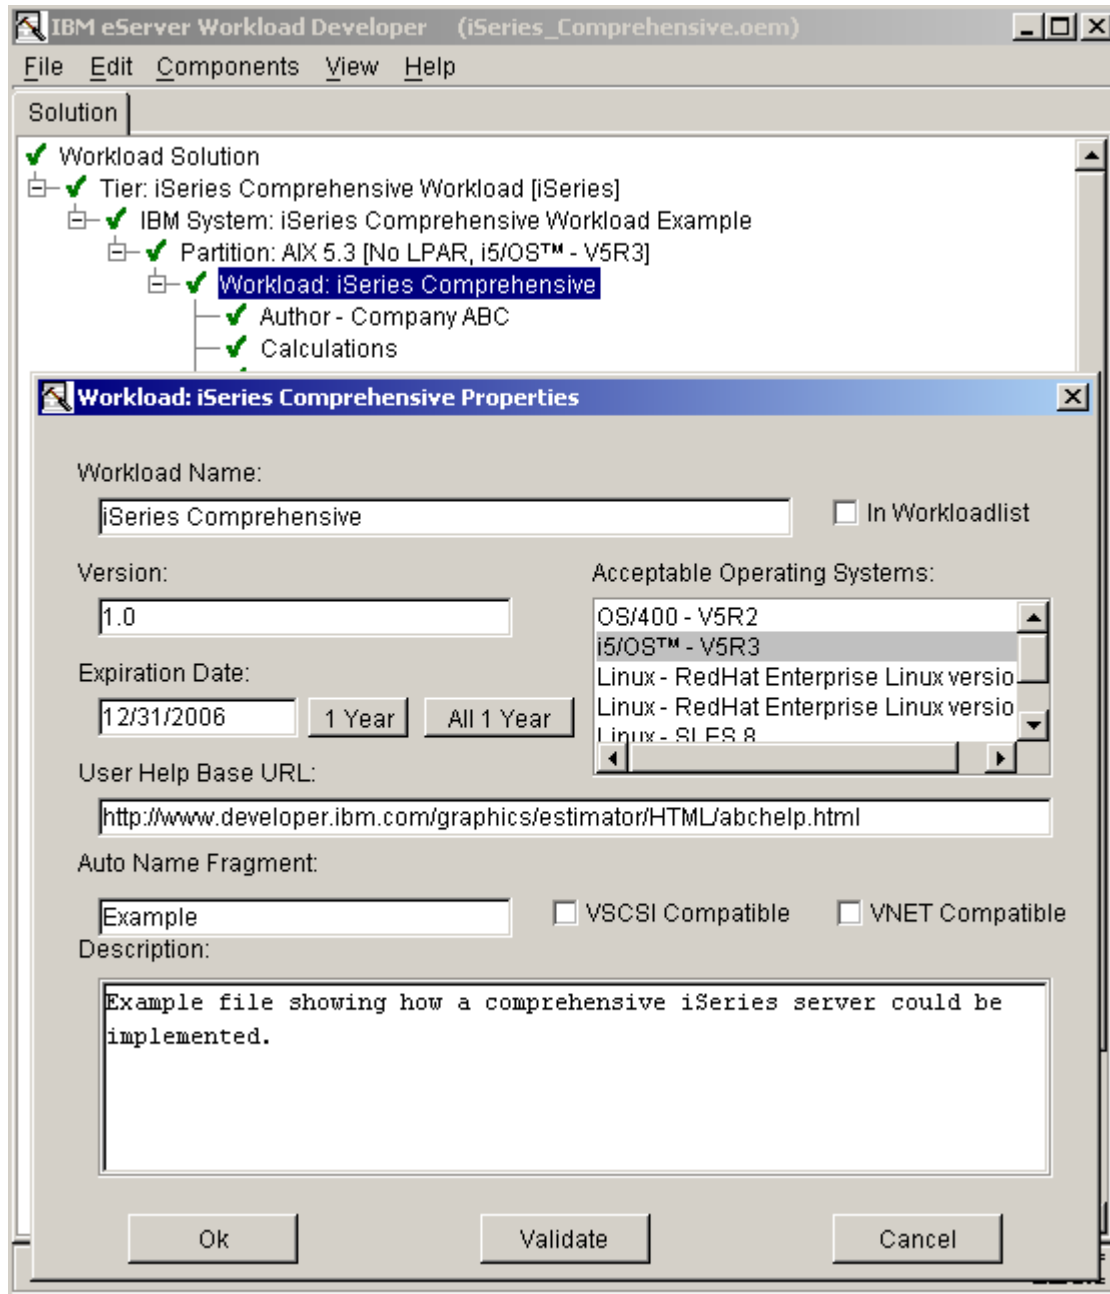 IBM eServer Workload Developer (iSeries_Comprehensive.oem)
File Edit Components View Help
Solution
Workload Solution
Tier: iSeries Comprehensive Workload [iSeries]
IBM System: iSeries Comprehensive Workload Example
Partition: AIX 5.3 [No LPAR, i5/OS™ - V5R3]
Workload: iSeries Comprehensive
Author - Company ABC
Calculations
Workload: iSeries Comprehensive Properties
Workload Name:
iSeries Comprehensive
In Workloadlist
Version:
Acceptable Operating Systems:
1.0
OS/400 - V5R2
i5/OS™ - V5R3
Expiration Date:
Linux - RedHat Enterprise Linux versio
12/31/2006 1 Year All 1 Year
Linux - RedHat Enterprise Linux versio
Linux - SLES 8
User Help Base URL:
http://www.developer.ibm.com/graphics/estimator/HTML/abchelp.html
Auto Name Fragment:
Example
VSCSI Compatible VNET Compatible
Description:
Example file showing how a comprehensive iSeries server could be
implemented.
Ok Validate Cancel